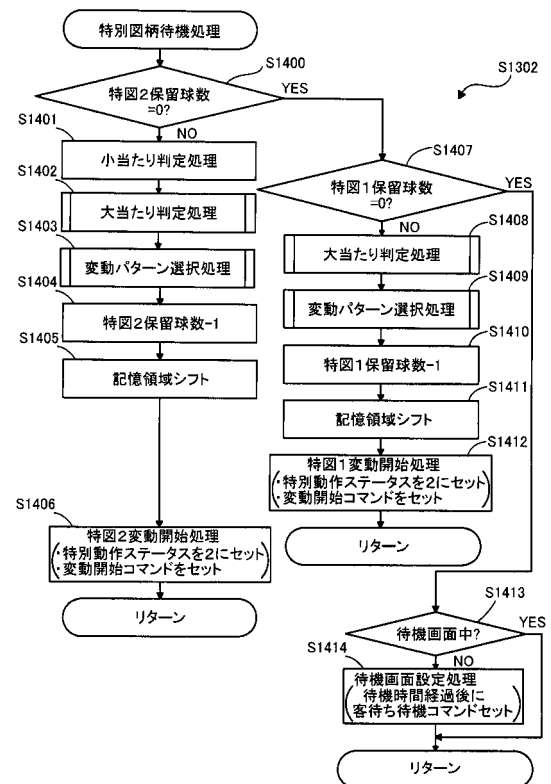 特別図柄待機処理
S1400
S1302
特図2保留球数
=0?
YES
NO
S1401
小当たり判定処理
S1402
大当たり判定処理
S1403
変動パターン選択処理
S1404
特図2保留球数-1
S1405
記憶領域シフト
S1406
特図2変動開始処理
・特別動作ステータスを2にセット
・変動開始コマンドをセット
リターン
S1407
特図1保留球数
=0?
YES
NO
S1408
大当たり判定処理
S1409
変動パターン選択処理
S1410
特図1保留球数-1
S1411
記憶領域シフト
S1412
特図1変動開始処理
・特別動作ステータスを2にセット
・変動開始コマンドをセット
リターン
S1413
待機画面中?
YES
NO
S1414
待機画面設定処理
待機時間経過後に
客待ち待機コマンドセット
リターン